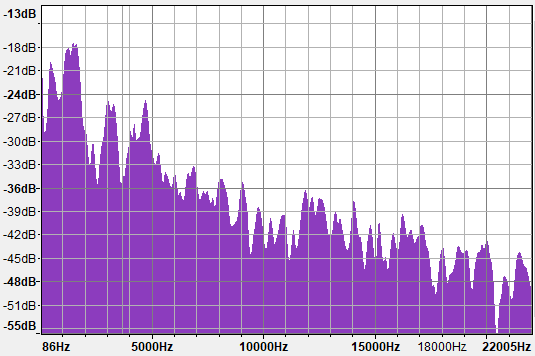 -13dB
-18dB
-21dB
-24dB
-27dB
-30dB
-33dB
-36dB
-39dB
-42dB
-45dB
-48dB
-51dB
-55dB
86Hz 5000Hz 10000Hz 15000Hz 18000Hz 22005Hz